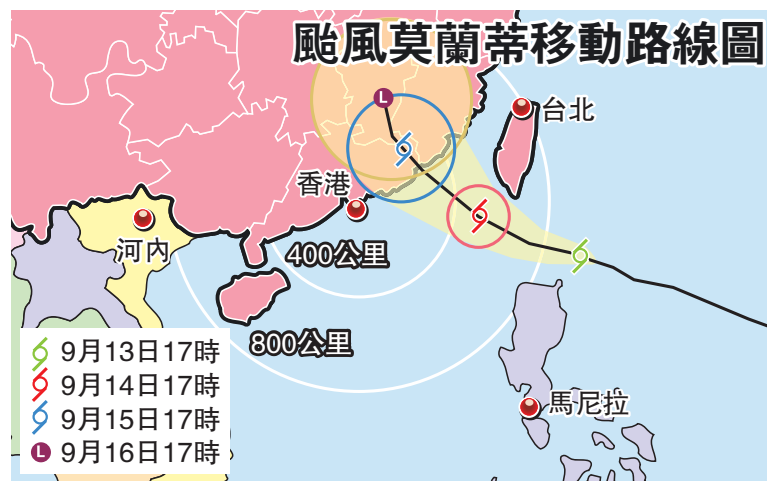 颱風莫蘭蒂移動路線圖
L
台北
香港
河內
400公里
800公里
馬尼拉
9月13日17時
9月14日17時
9月15日17時
L 9月16日17時